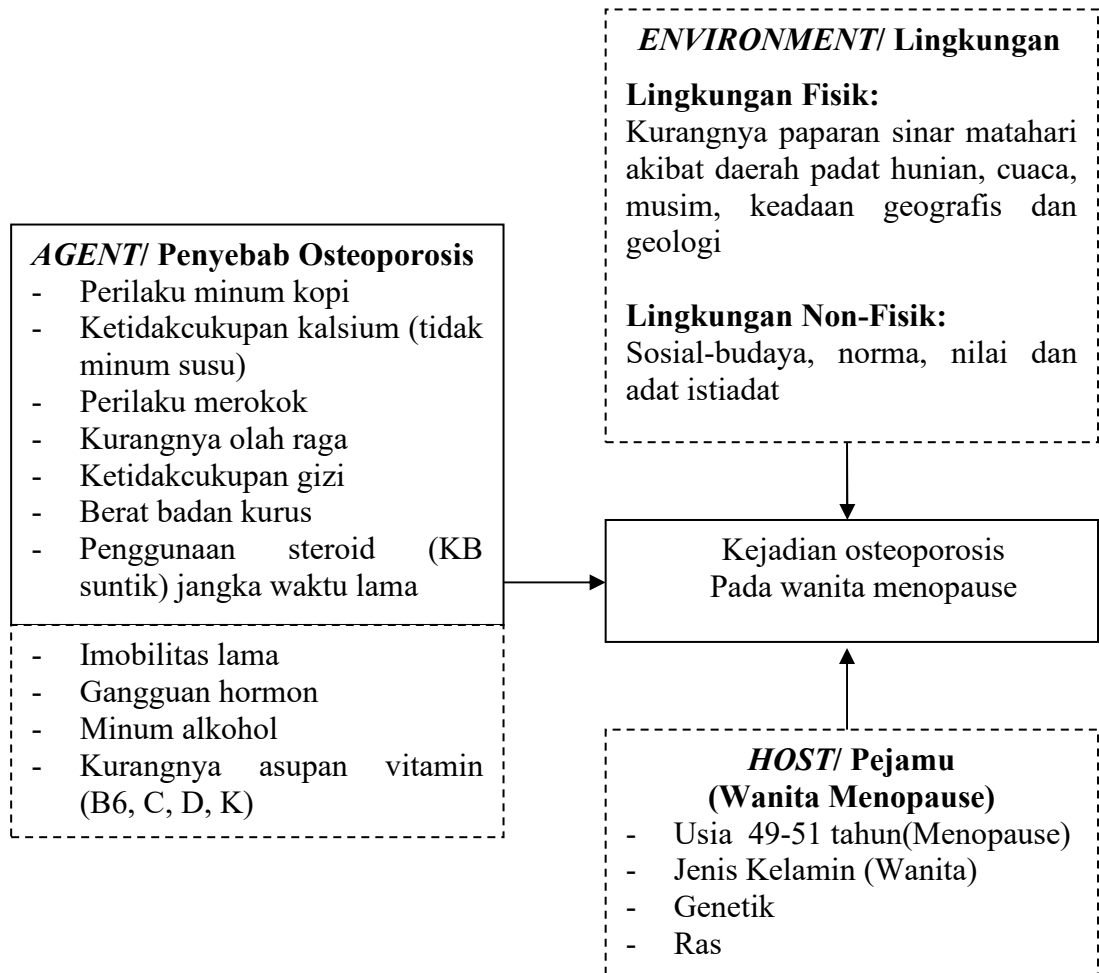 ENVIRONMENT/ Lingkungan
Lingkungan Fisik:
Kurangnya paparan sinar matahari
akibat daerah padat hunian, cuaca,
musim, keadaan geografis dan
geologi
Lingkungan Non-Fisik:
Sosial-budaya, norma, nilai dan
adat istiadat
AGENT/ Penyebab Osteoporosis
- Perilaku minum kopi
- Ketidakcukupan kalsium (tidak
minum susu)
- Perilaku merokok
- Kurangnya olah raga
- Ketidakcukupan gizi
- Berat badan kurus
- Penggunaan steroid (KB
suntik) jangka waktu lama
- Imobilitas lama
- Gangguan hormon
- Minum alkohol
- Kurangnya asupan vitamin
(B6, C, D, K)
Kejadian osteoporosis
Pada wanita menopause
HOST/ Pejamu
(Wanita Menopause)
- Usia 49-51 tahun(Menopause)
- Jenis Kelamin (Wanita)
- Genetik
- Ras